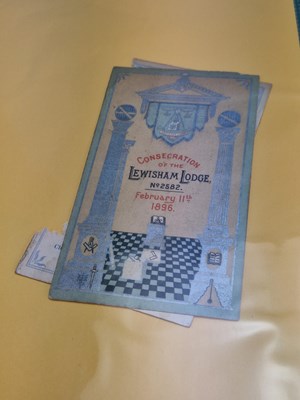 CONSECRATION
OF THE
LEWISHAM LODGE,
No 2582.
February 11th
1896.